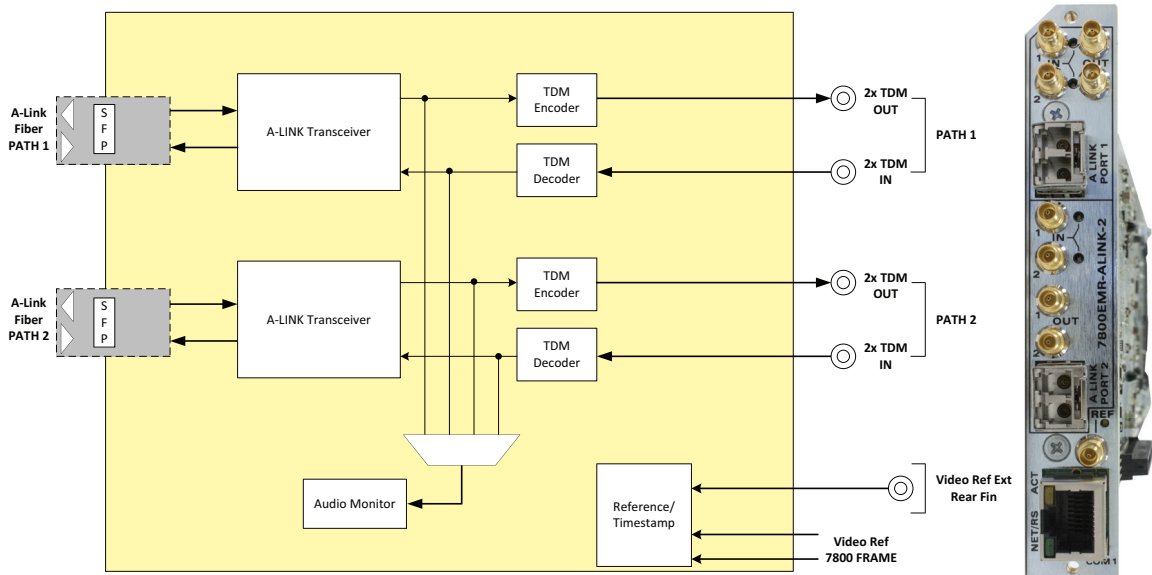 A-Link
Fiber
PATH 1
S
F
P
A-LINK Transceiver
TDM
Encoder
TDM
Decoder
2x TDM
OUT
2x TDM
IN
PATH 1
A-Link
Fiber
PATH 2
S
F
P
A-LINK Transceiver
TDM
Encoder
TDM
Decoder
2x TDM
OUT
2x TDM
IN
PATH 2
Audio Monitor
Reference/
Timestamp
Video Ref Ext
Rear Fin
Video Ref
7800 FRAME
1
IN
OUT
2
A LINK
PORT 1
1
IN
2
1
OUT
2
7800EMR-ALINK-2
A LINK
PORT 2
REF
ACT
NET/RS
COM 1